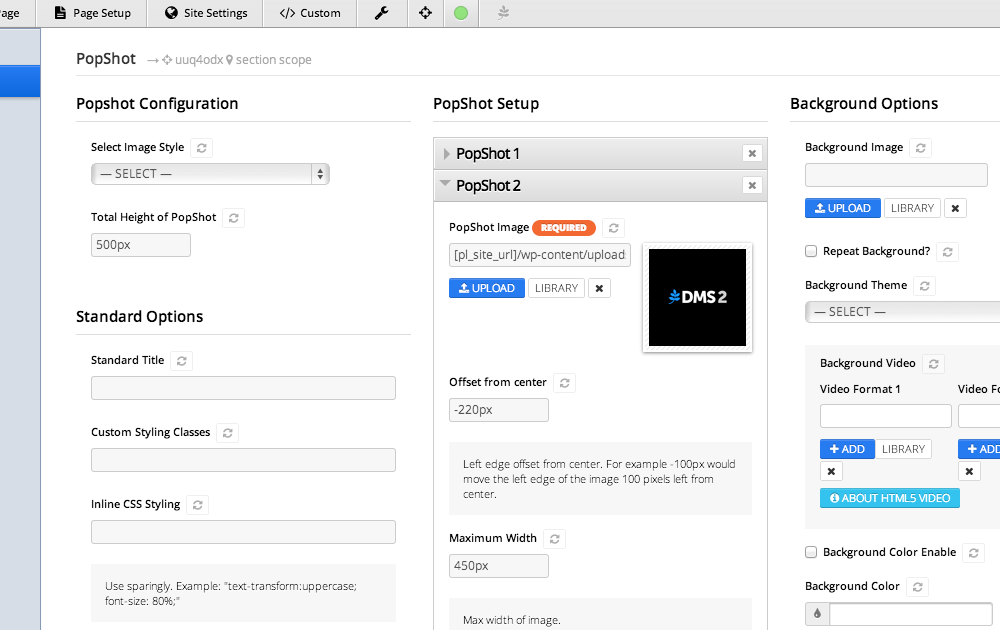 age
Page Setup
Site Settings
</> Custom
PopShot → uuq4odx section scope
Popshot Configuration
Select Image Style
— SELECT —
Total Height of PopShot
500px
Standard Options
Standard Title
Custom Styling Classes
Inline CSS Styling
Use sparingly. Example: "text-transform:uppercase;
font-size: 80%;"
PopShot Setup
PopShot 1
PopShot 2
PopShot Image REQUIRED
[pl_site_url]/wp-content/upload
UPLOAD LIBRARY
DMS 2
Offset from center
-220px
Left edge offset from center. For example -100px would
move the left edge of the image 100 pixels left from
center.
Maximum Width
450px
Max width of image.
Background Options
Background Image
UPLOAD LIBRARY
Repeat Background?
Background Theme
— SELECT —
Background Video
Video Format 1 Video Fo
ADD LIBRARY ADD
ABOUT HTML5 VIDEO
Background Color Enable
Background Color